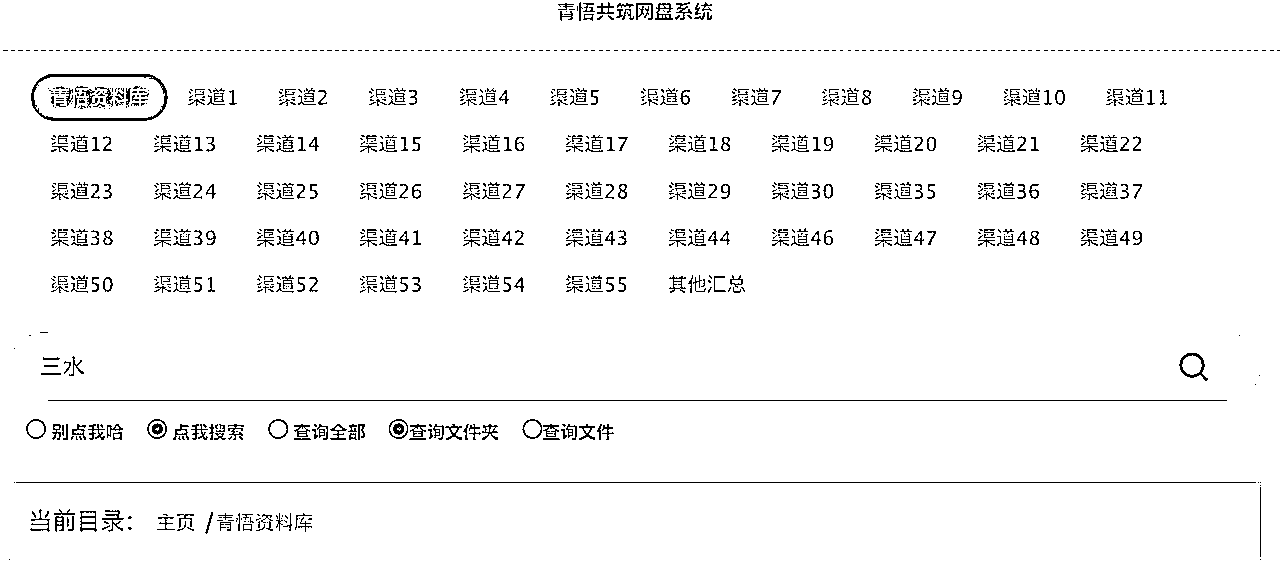 青悟共筑网盘系统
青悟资料库 渠道1 渠道2 渠道3 渠道4 渠道5 渠道6 渠道7 渠道8 渠道9 渠道10 渠道11
渠道12 渠道13 渠道14 渠道15 渠道16 渠道17 渠道18 渠道19 渠道20 渠道21 渠道22
渠道23 渠道24 渠道25 渠道26 渠道27 渠道28 渠道29 渠道30 渠道35 渠道36 渠道37
渠道38 渠道39 渠道40 渠道41 渠道42 渠道43 渠道44 渠道46 渠道47 渠道48 渠道49
渠道50 渠道51 渠道52 渠道53 渠道54 渠道55 其他汇总
三水
别点我哈 点我搜索 查询全部 查询文件夹 查询文件
当前目录： 主页 /青悟资料库